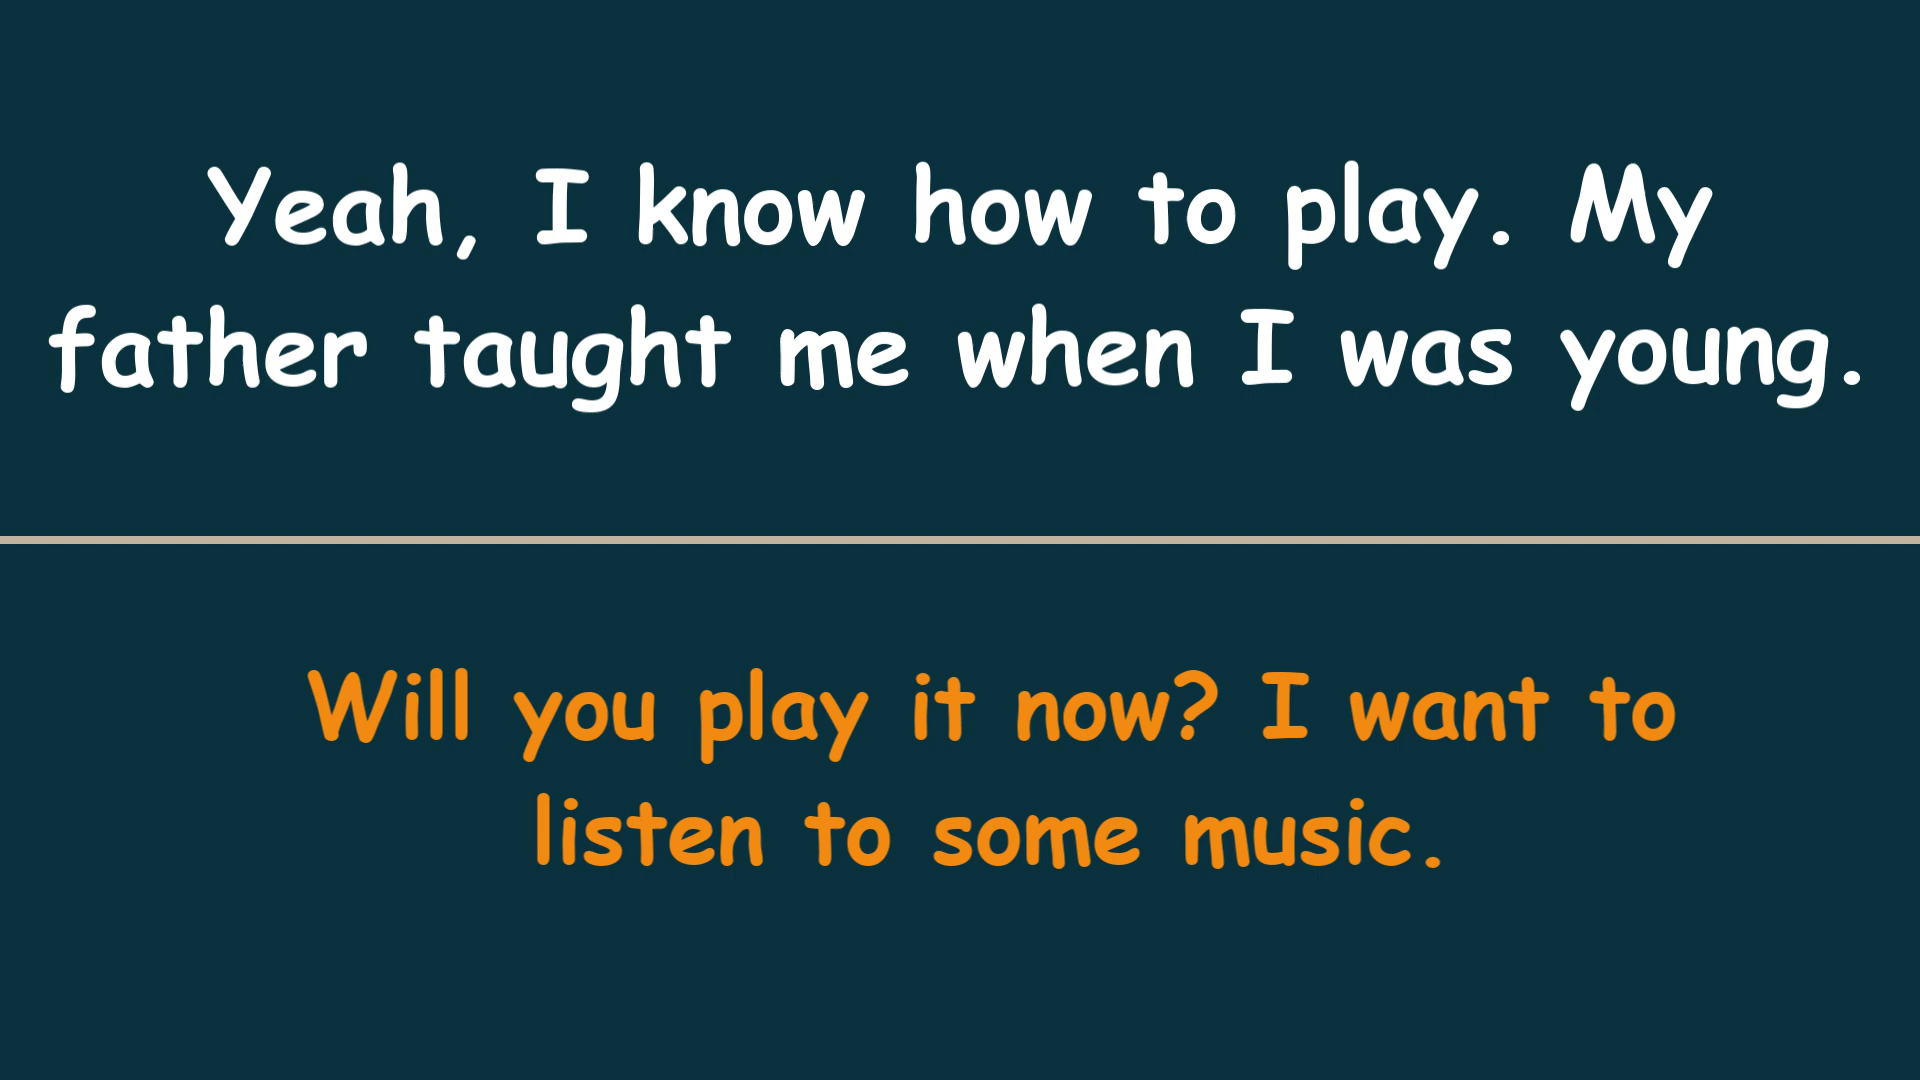 Yeah, I know how to play. My
father taught me when I was young.
Will you play it now? I want to
listen to some music.